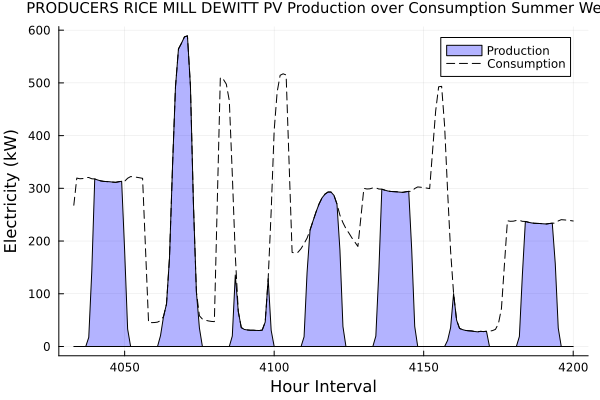 PRODUCERS RICE MILL DEWITT PV Production over Consumption Summer We
600
500
400
300
200
100
0
Electricity (kW)
Production
Consumption
4050
4100
4150
4200
Hour Interval